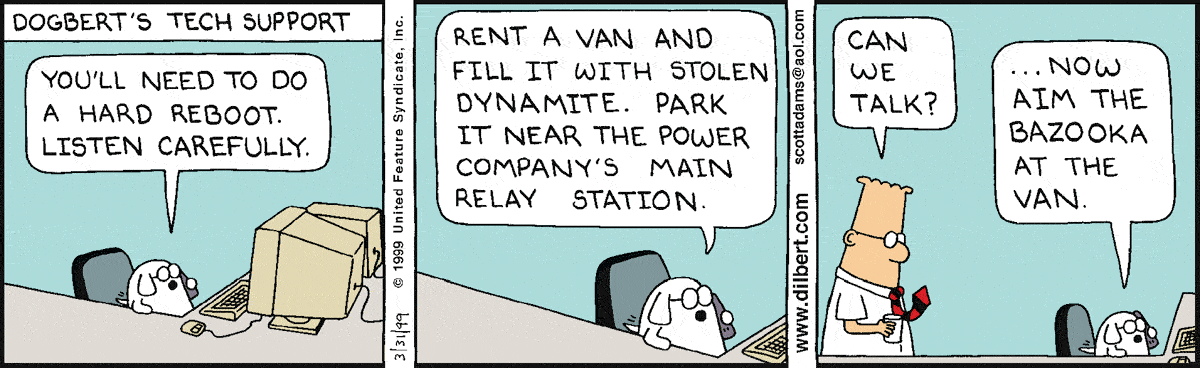 DOGBERT'S TECH SUPPORT
YOU'LL NEED TO DO
A HARD REBOOT.
LISTEN CAREFULLY.
3/31/99 © 1999 United Feature Syndicate, Inc.
RENT A VAN AND
FILL IT WITH STOLEN
DYNAMITE. PARK
IT NEAR THE POWER
COMPANY'S MAIN
RELAY STATION.
www.dilbert.com scottadams@aol.com
CAN
WE
TALK?
...NOW
AIM THE
BAZOOKA
AT THE
VAN.